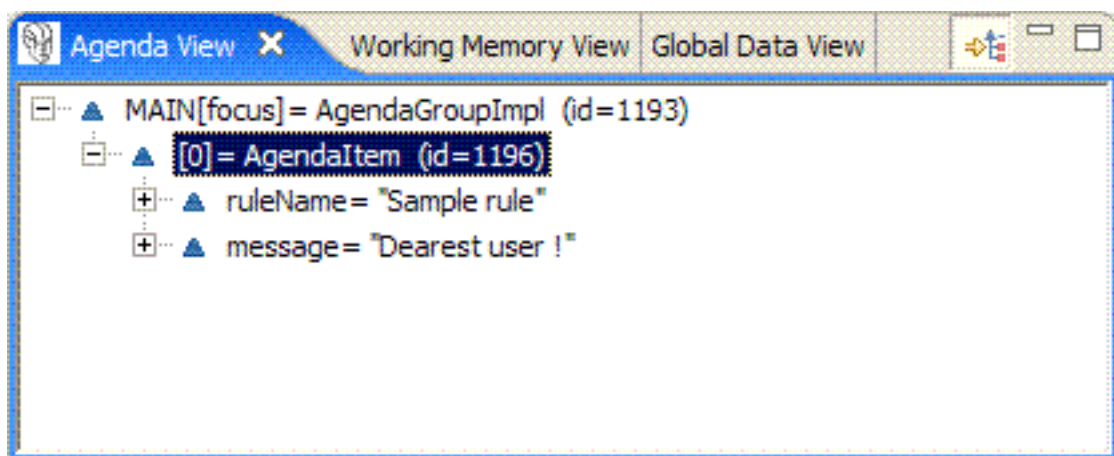 Agenda View Working Memory View Global Data View
MAIN[focus]= AgendaGroupImpl (id=1193)
[0]= AgendaItem (id=1196)
ruleName= "Sample rule"
message= "Dearest user !"